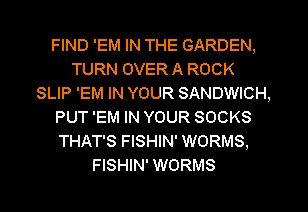 FIND 'EM IN THE GARDEN,
TURN OVER A ROCK
SLIP 'EM IN YOUR SANDWICH,
PUT 'EM IN YOUR SOCKS
THAT'S FISHIN' WORMS,
FISHIN' WORMS